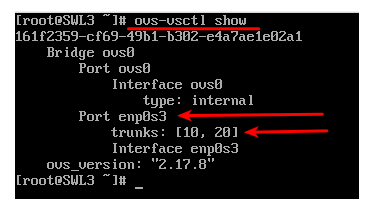 [root@SWL3 ~]# ovs-vsctl show
161f2359-cf69-49b1-b302-e4a7ae1e02a1
Bridge ovs0
Port ovs0
Interface ovs0
type: internal
Port enp0s3
trunks: [10, 20]
Interface enp0s3
ovs_version: "2.17.8"
[root@SWL3 ~]# _